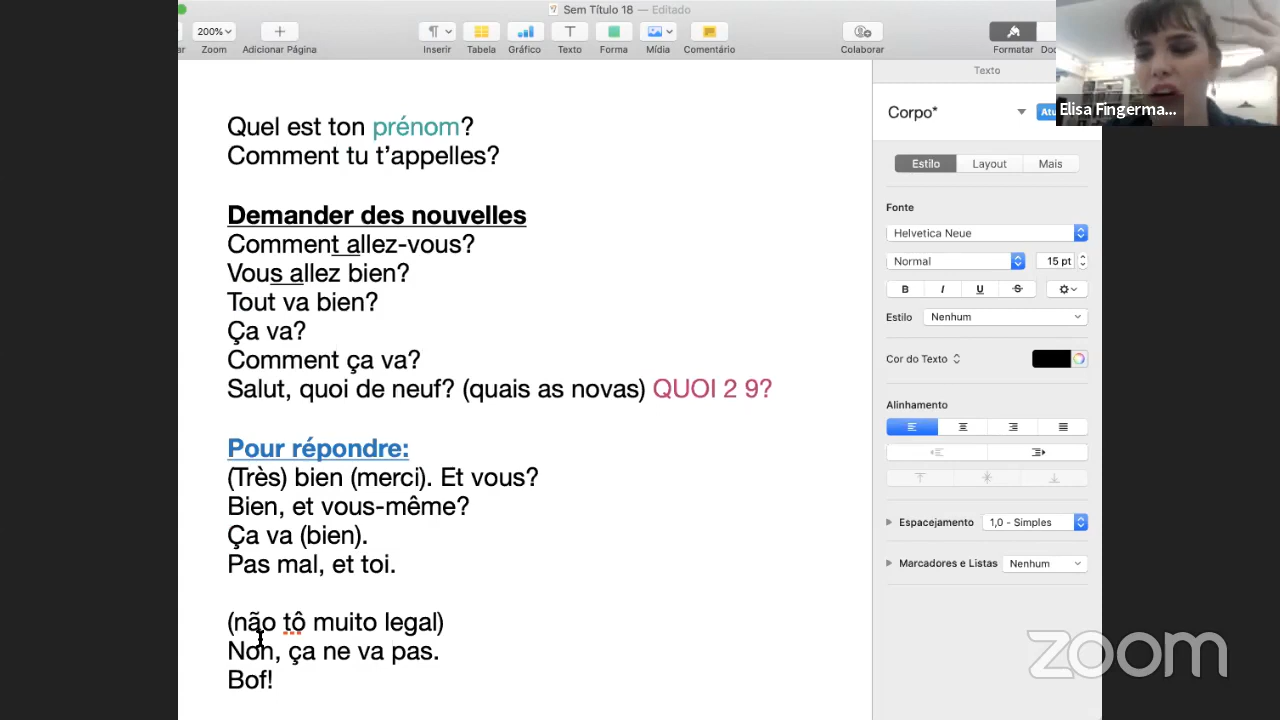 Sem Título 18 — Editado
200%
Zoom
Adicionar Página
Inserir
Tabela
Gráfico
Texto
Forma
Mídia
Comentário
Colaborar
Formatar
Texto
Elisa Fingerma...
Corpo*
Estilo Layout Mais
Fonte
Helvetica Neue
Normal 15 pt
B I U S
Estilo Nenhum
Cor do Texto
Alinhamento
Espacejamento 1,0 - Simples
Marcadores e Listas Nenhum
Quel est ton prénom?
Comment tu t’appelles?
Demander des nouvelles
Comment allez-vous?
Vous allez bien?
Tout va bien?
Ça va?
Comment ça va?
Salut, quoi de neuf? (quais as novas) QUOI 2 9?
Pour répondre:
(Très) bien (merci). Et vous?
Bien, et vous-même?
Ça va (bien).
Pas mal, et toi.
(não tô muito legal)
Non, ça ne va pas.
Bof!
zoom